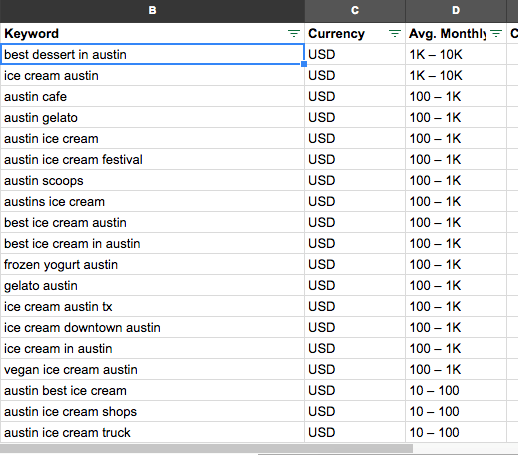 B C D
Keyword Currency Avg. Monthly C
best dessert in austin USD 1K – 10K
ice cream austin USD 1K – 10K
austin cafe USD 100 – 1K
austin gelato USD 100 – 1K
austin ice cream USD 100 – 1K
austin ice cream festival USD 100 – 1K
austin scoops USD 100 – 1K
austins ice cream USD 100 – 1K
best ice cream austin USD 100 – 1K
best ice cream in austin USD 100 – 1K
frozen yogurt austin USD 100 – 1K
gelato austin USD 100 – 1K
ice cream austin tx USD 100 – 1K
ice cream downtown austin USD 100 – 1K
ice cream in austin USD 100 – 1K
vegan ice cream austin USD 100 – 1K
austin best ice cream USD 10 – 100
austin ice cream shops USD 10 – 100
austin ice cream truck USD 10 – 100